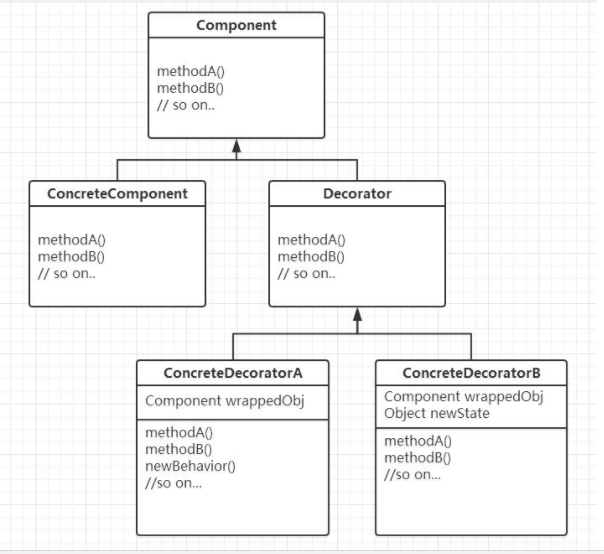 Component
methodA()
methodB()
// so on..
ConcreteComponent
methodA()
methodB()
// so on..
Decorator
methodA()
methodB()
// so on..
ConcreteDecoratorA
Component wrappedObj
methodA()
methodB()
newBehavior()
//so on...
ConcreteDecoratorB
Component wrappedObj
Object newState
methodA()
methodB()
//so on...